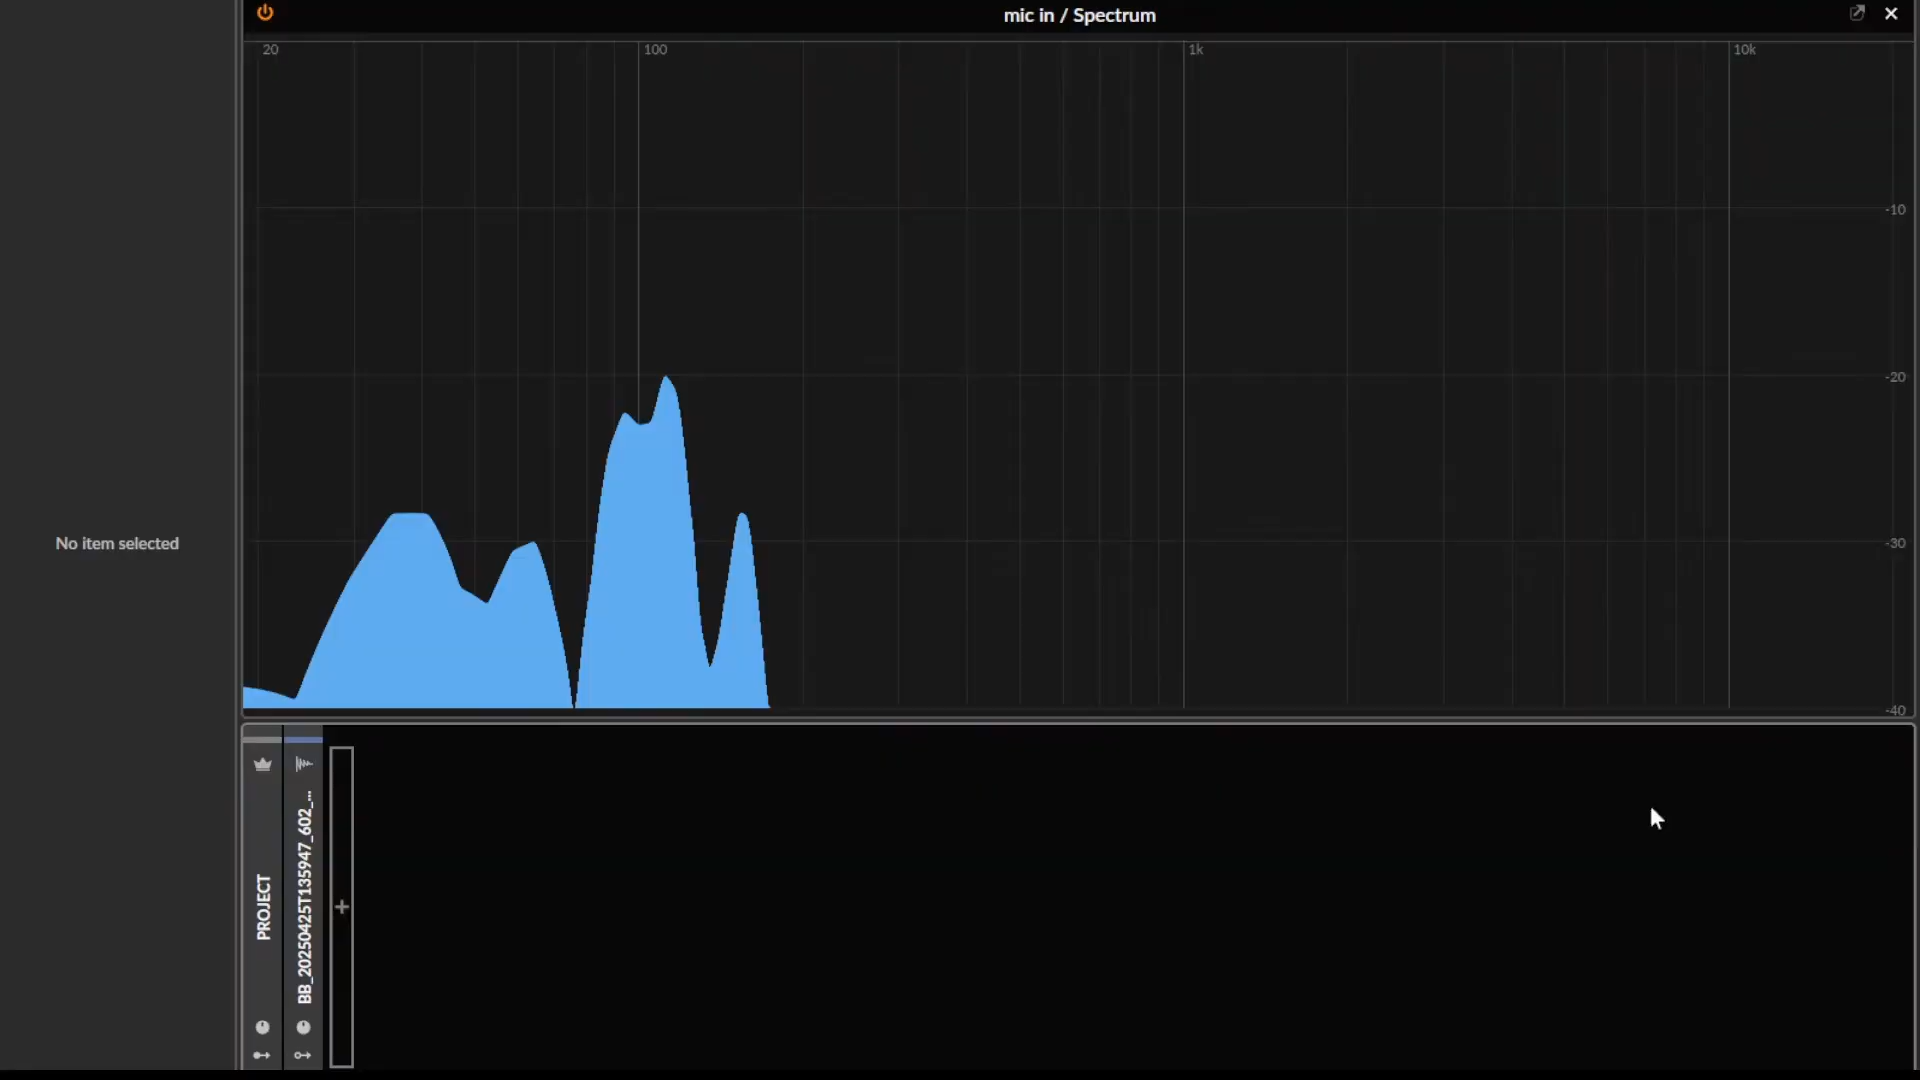 mic in / Spectrum
20
100
1k
10k
-10
-20
-30
-40
No item selected
PROJECT
BB_20250425T135947_602_...
+